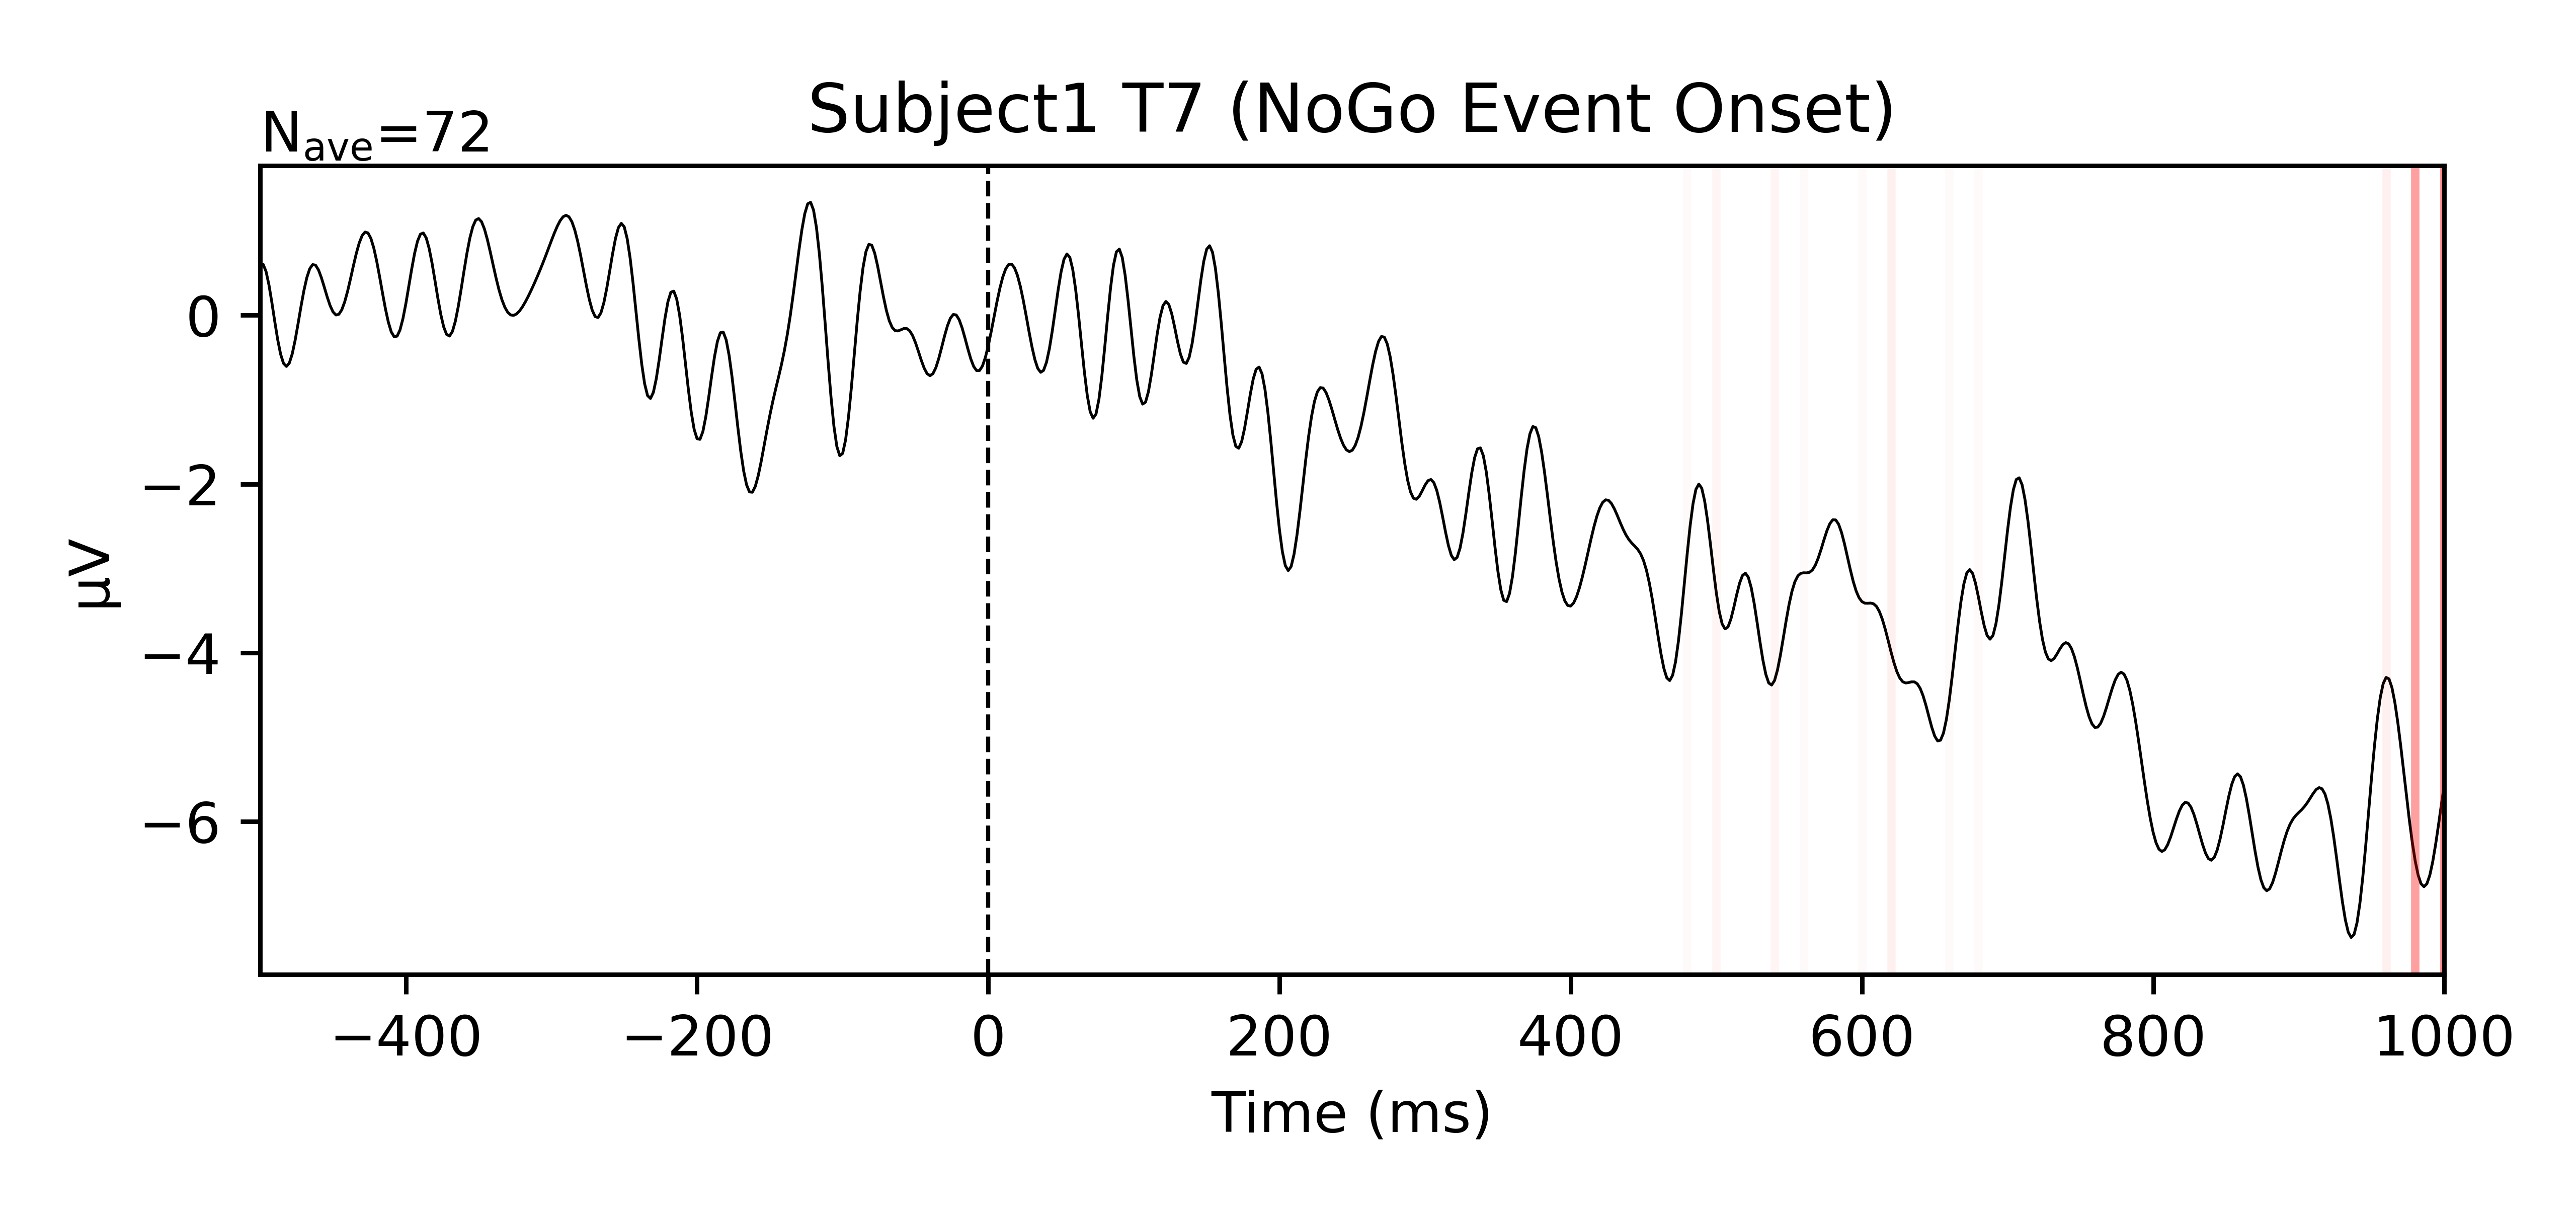 Subject1 T7 (NoGo Event Onset)
Nave=72
0
−2
−4
−6
µV
−400 −200 0 200 400 600 800 1000
Time (ms)